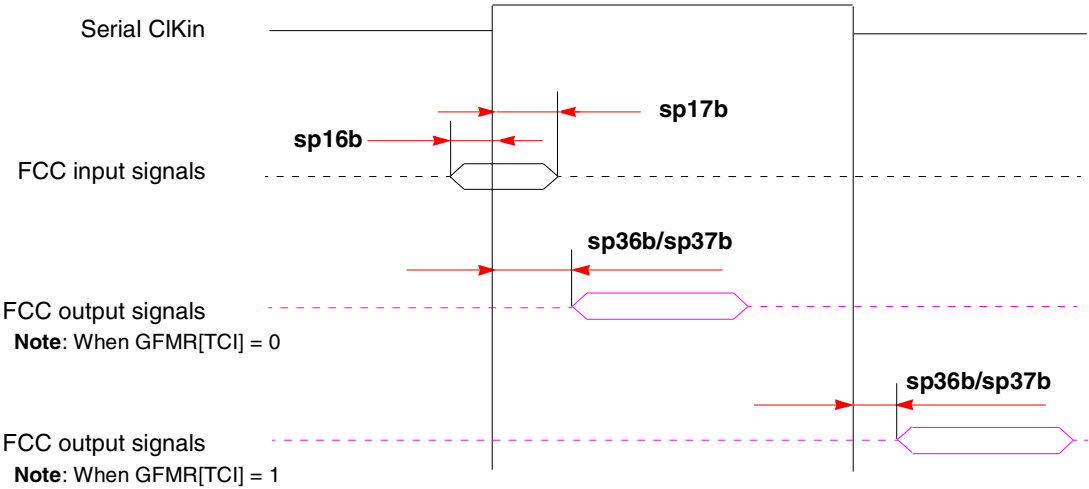 Serial ClKin
sp17b
sp16b
FCC input signals
sp36b/sp37b
FCC output signals
Note: When GFMR[TCI] = 0
sp36b/sp37b
FCC output signals
Note: When GFMR[TCI] = 1